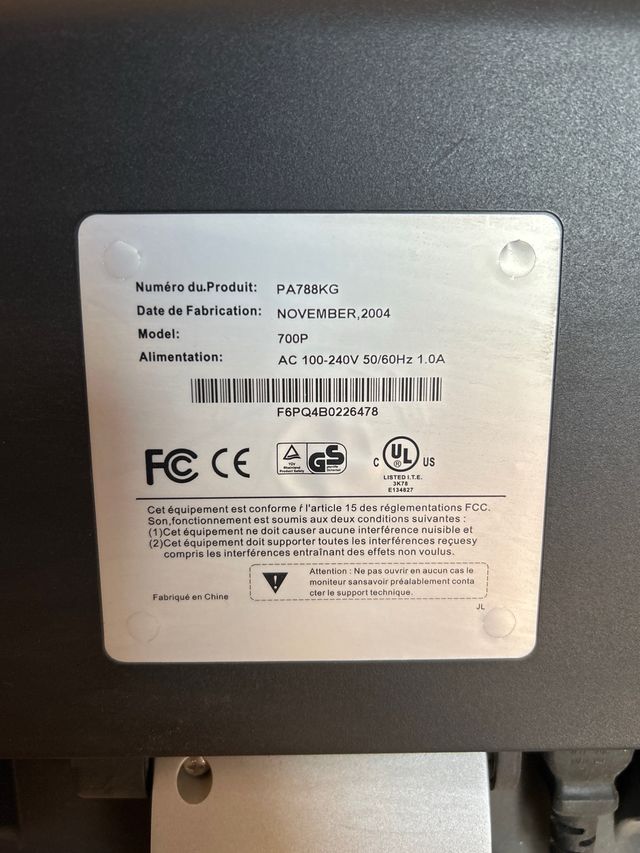 Numéro du.Produit: PA788KG
Date de Fabrication: NOVEMBER,2004
Model: 700P
Alimentation: AC 100-240V 50/60Hz 1.0A
F6PQ4B0226478
FC CE TÜV Rheinland Product Safety GS C UL ® US
LISTED I.T.E.
3K78
E134827
Cet équipement est conforme ŕ l'article 15 des réglementations FCC.
Son,fonctionnement est soumis aux deux conditions suivantes :
(1)Cet équipement ne doit causer aucune interférence nuisible et
(2)Cet équipement doit supporter toutes les interférences reçuesy
compris les interférences entraînant des effets non voulus.
Attention : Ne pas ouvrir en aucun cas le
moniteur sansavoir préalablement conta
cter le support technique.
Fabriqué en Chine
JL